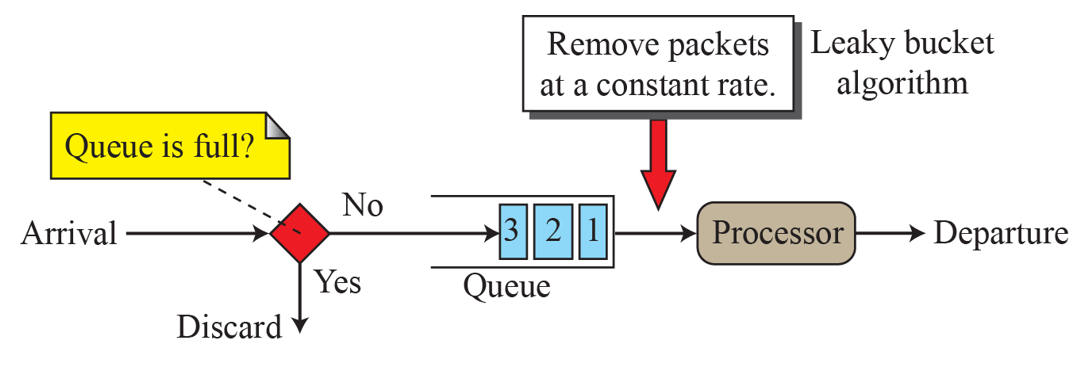 Remove packets
at a constant rate.
Leaky bucket
algorithm
Queue is full?
Arrival
No
3 2 1
Processor
Departure
Yes
Queue
Discard